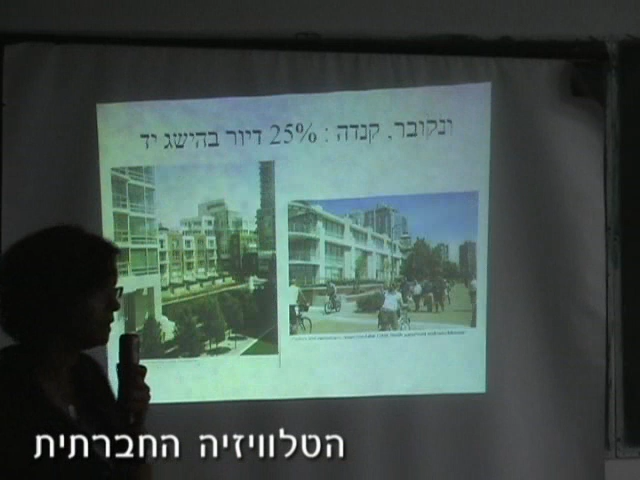 ונקובר, קנדה : 25% דיור בהישג יד
הטלוויזיה החברתית